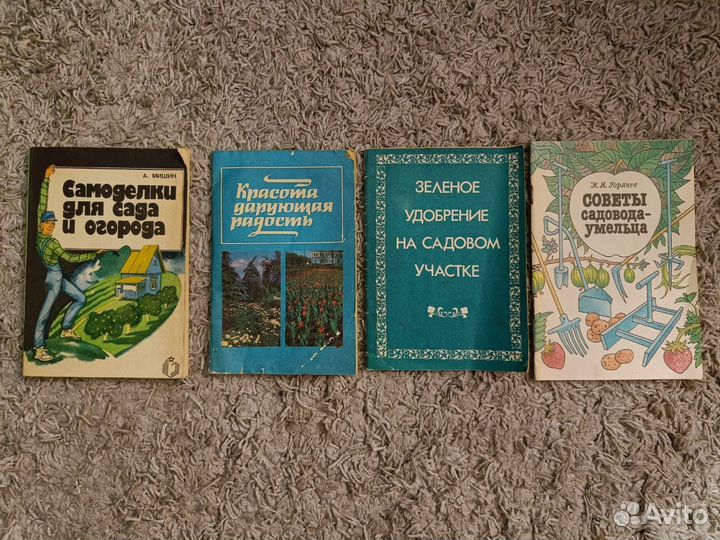 А. МИШИН
Самоделки
для сада
и огорода
Красота
дарующая
радость
ЗЕЛЕНОЕ
УДОБРЕНИЕ
НА САДОВОМ
УЧАСТКЕ
Н. Я. Горячев
СОВЕТЫ
САДОВОДА-
УМЕЛЬЦА
Avito